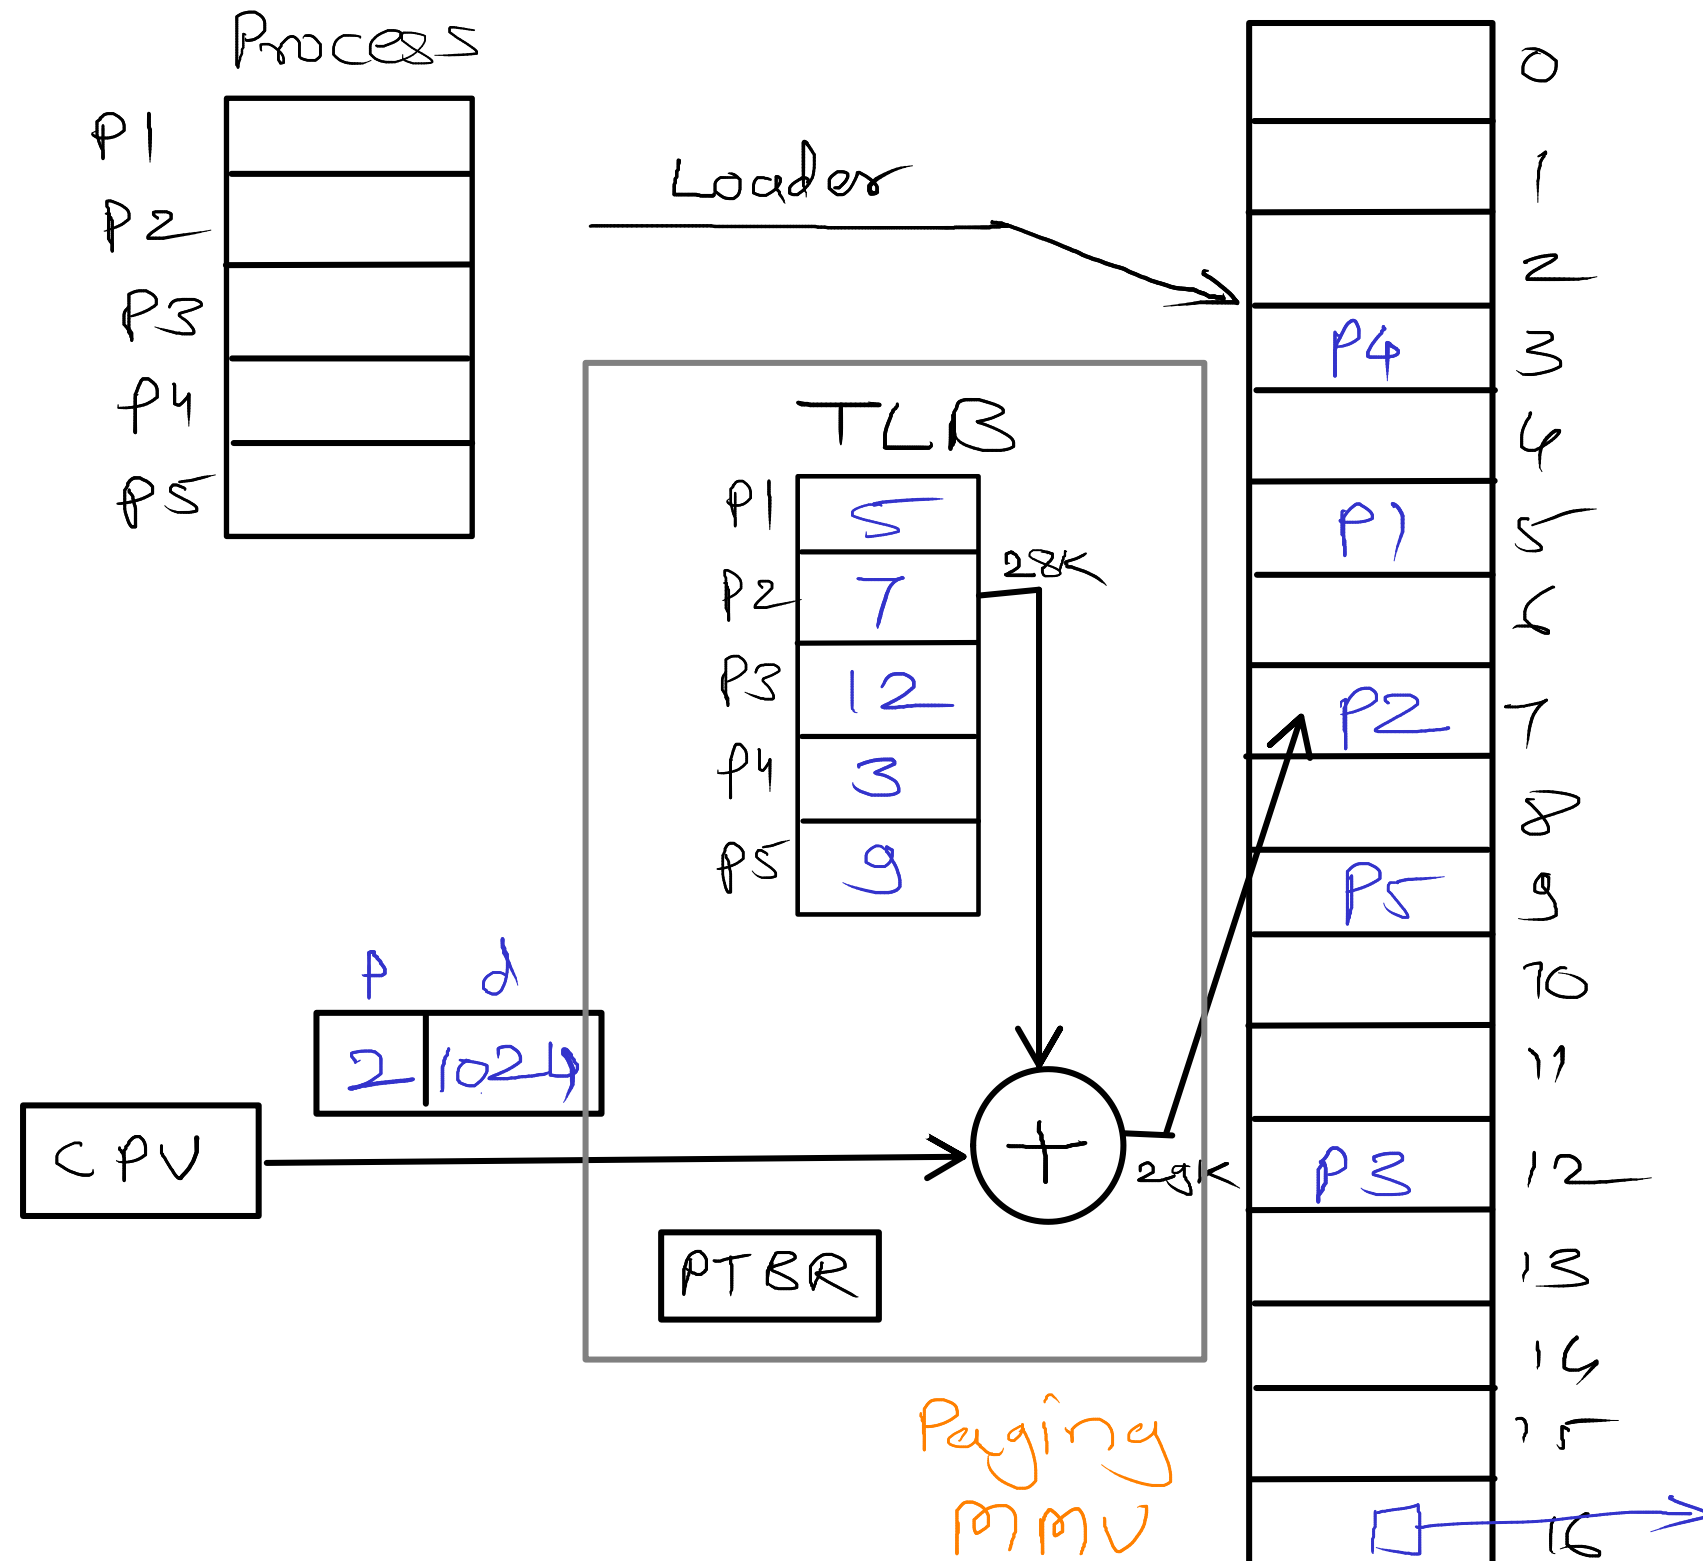 Process
P1
P2
P3
P4
P5
Loader
TLB
P1 5
P2 7 28K
P3 12
P4 3
P5 9
P d
2 1024
CPU
29K
PTBR
Paging
MMU
0
1
2
P4 3
4
P1 5
6
P2 7
8
P5 9
10
11
P3 12
13
14
15
16